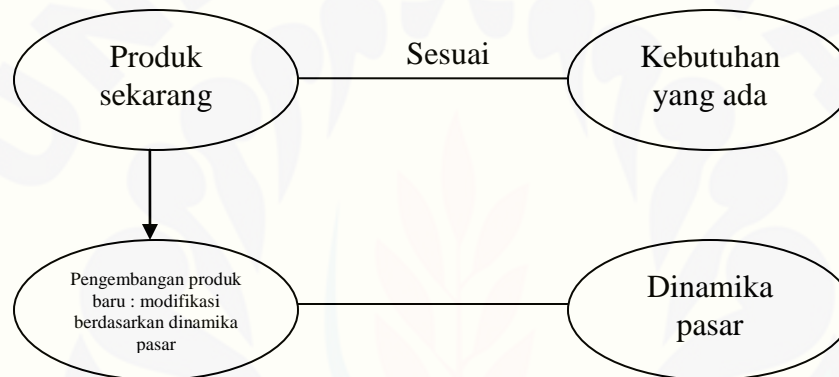 Produk
sekarang
Sesuai
Kebutuhan
yang ada
Pengembangan produk
baru : modifikasi
berdasarkan dinamika
pasar
Dinamika
pasar